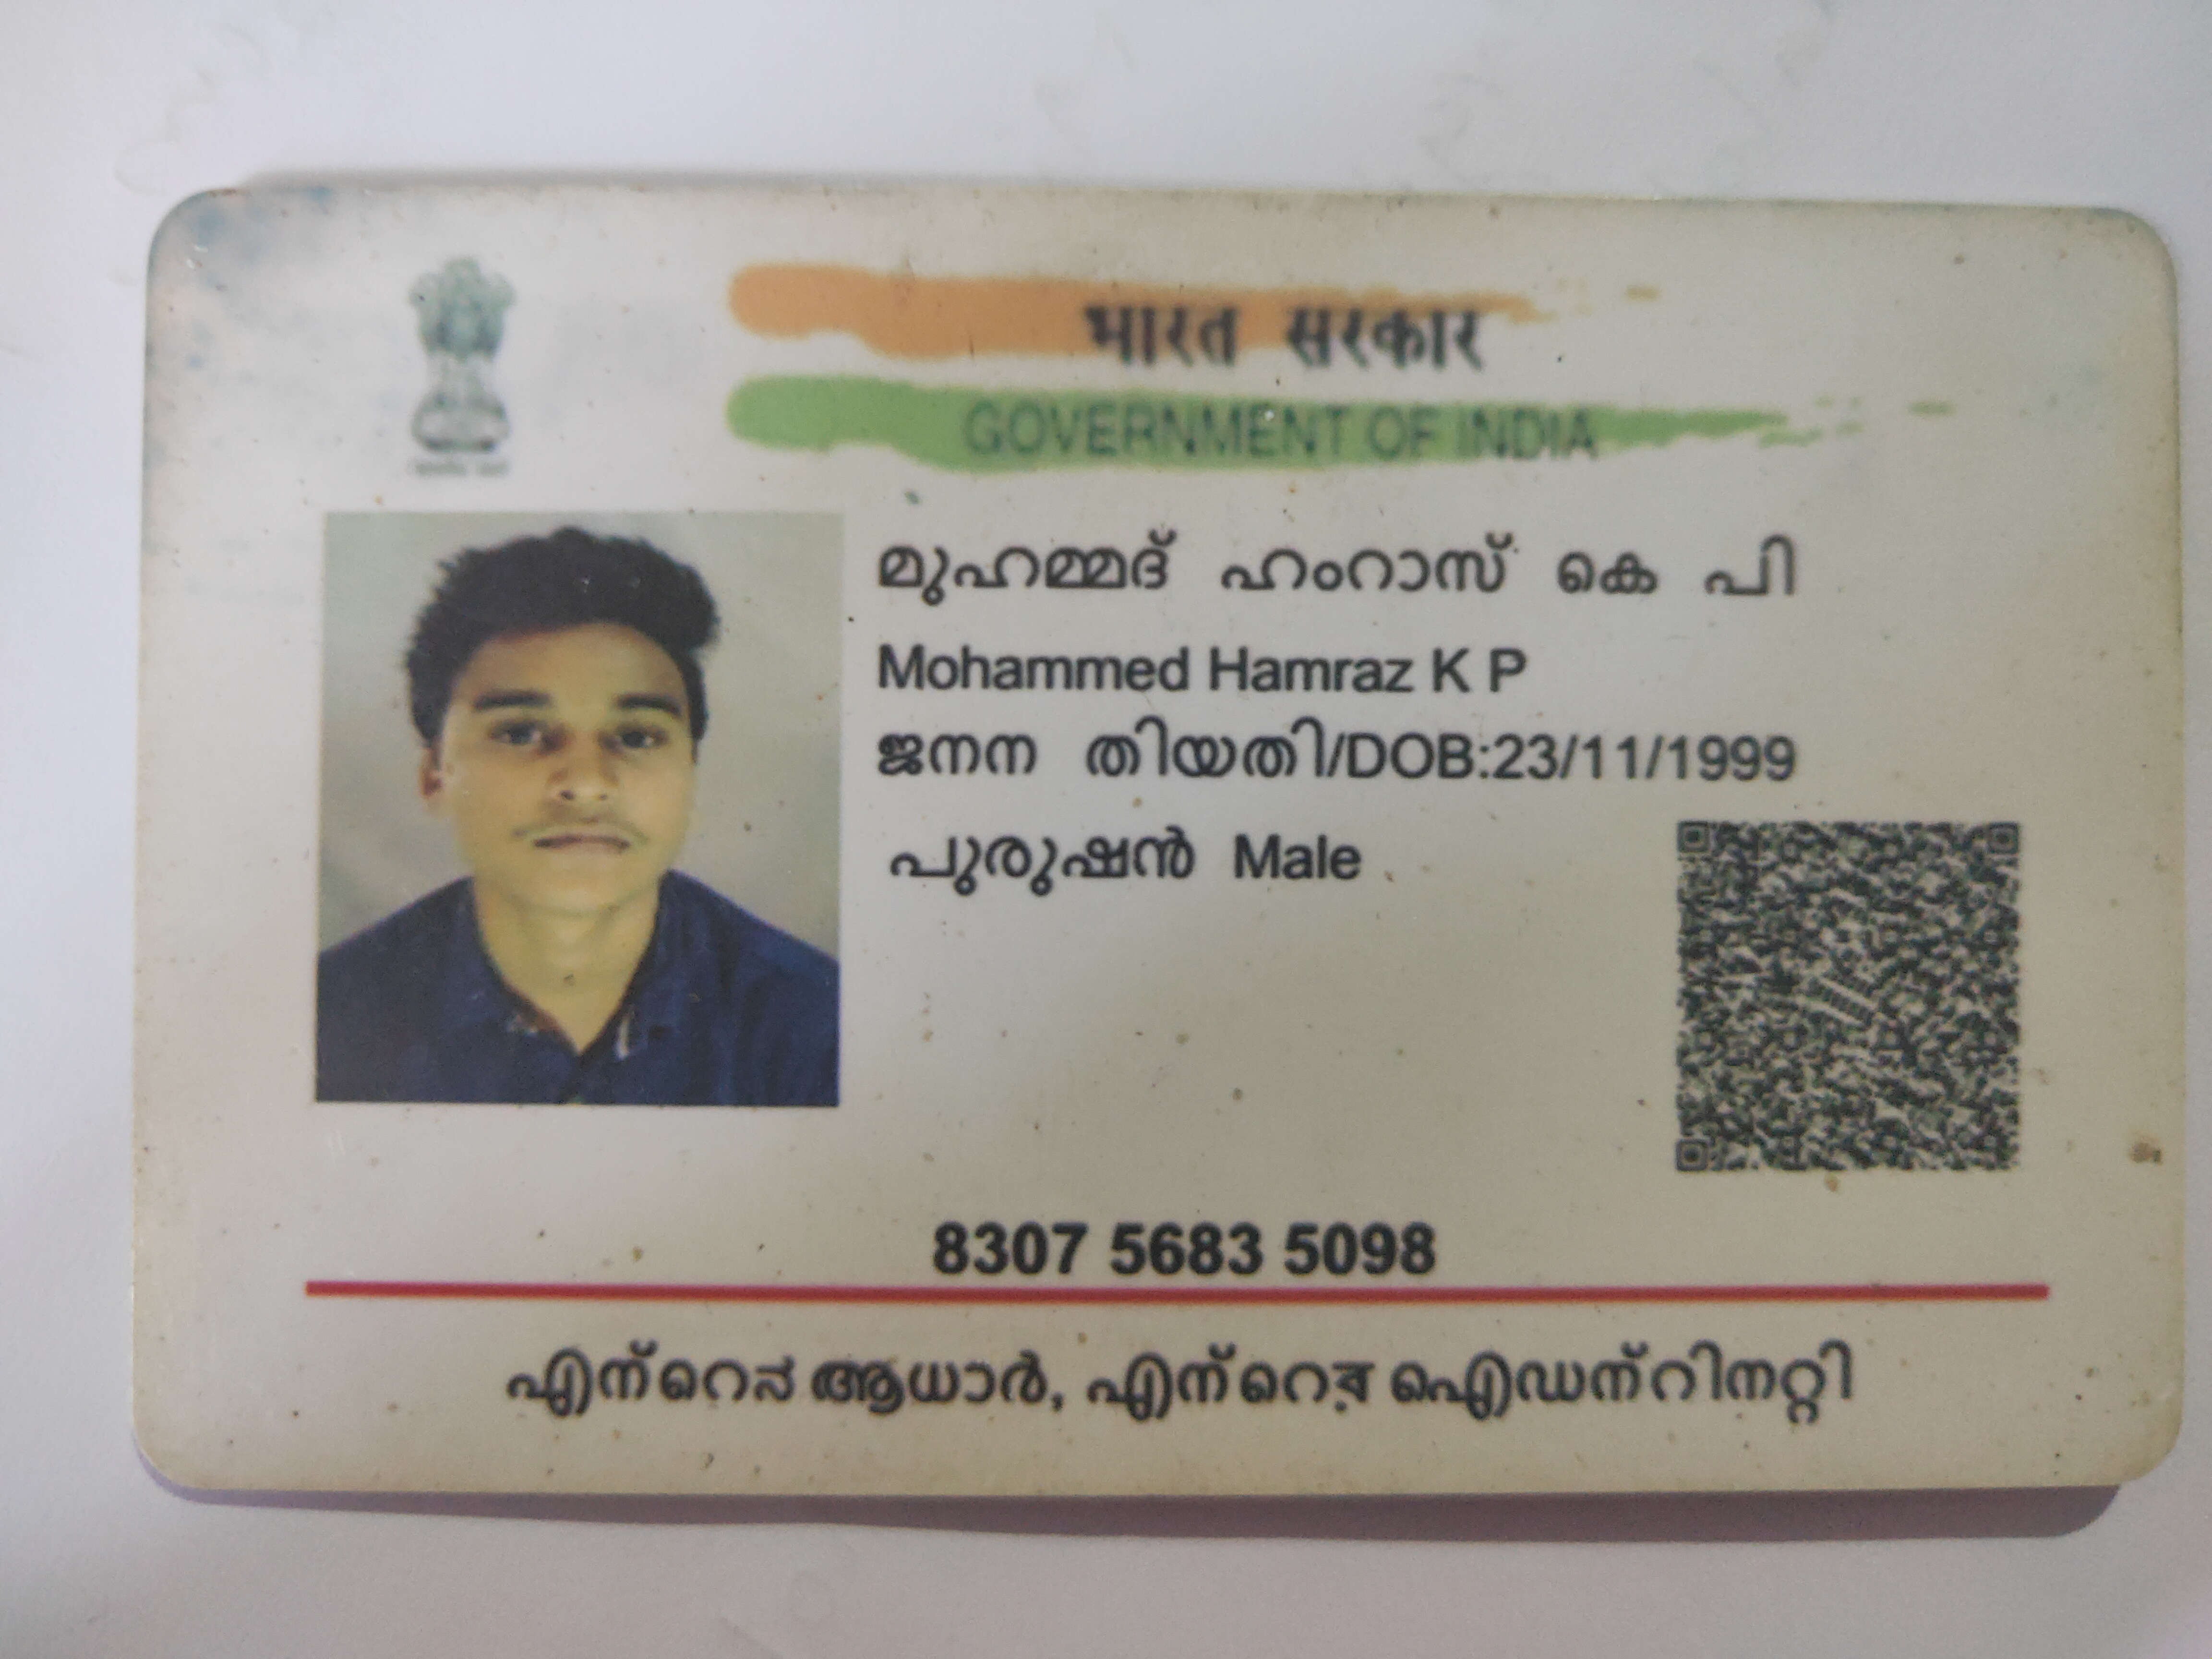 भारत सरकार
GOVERNMENT OF INDIA
മുഹമ്മദ് ഹംറാസ് കെ പി
Mohammed Hamraz K P
ജനന തിയതി/DOB:23/11/1999
പുരുഷൻ Male
8307 5683 5098
എന്റെ ആധാർ, എന്റെ ഐഡന്റിനറ്റി